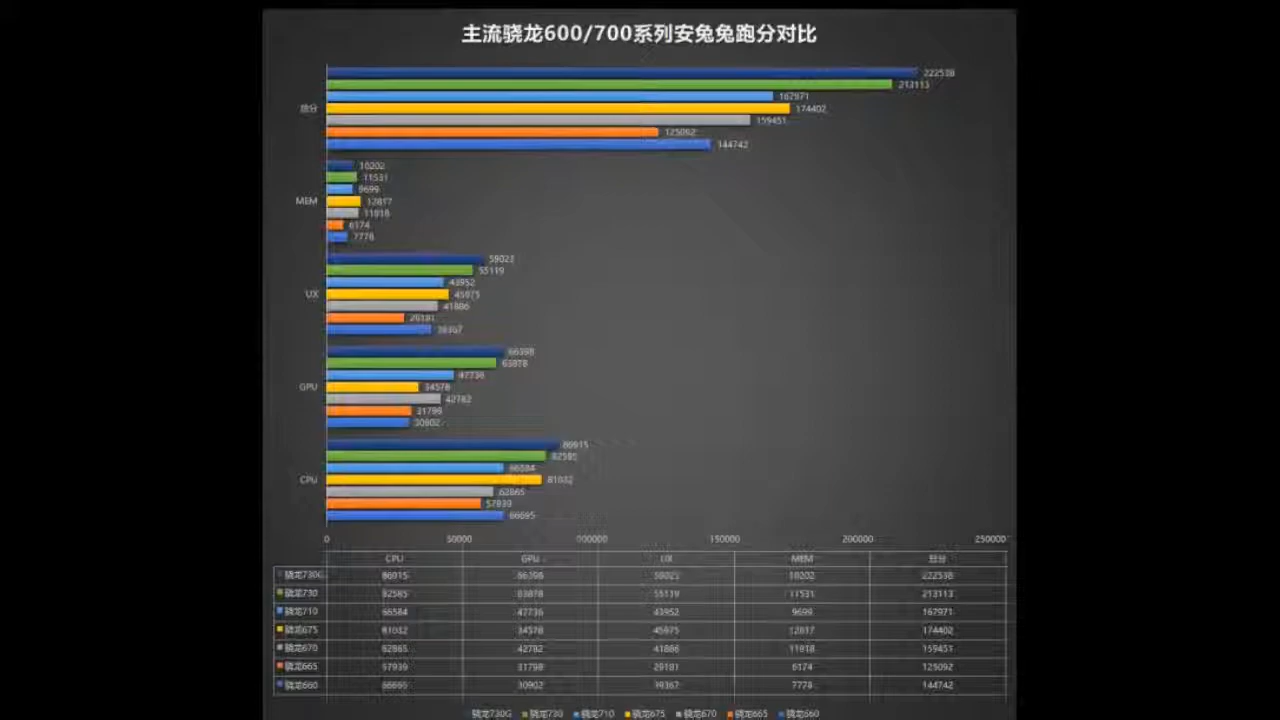 主流骁龙600/700系列安兔兔跑分对比
222538
213113
167971
174402
159451
125092
144742
总分
10202
11531
9699
12817
11818
6174
7778
MEM
59023
55119
43952
45975
41886
29181
39367
UX
66398
63878
47736
34578
42782
31799
30902
GPU
86915
82585
66584
81032
62865
57939
66695
CPU
0 50000 100000 150000 200000 250000
CPU GPU UX MEM 总分
骁龙730G 86915 66398 59023 10202 222538
骁龙730 82585 63878 55119 11531 213113
骁龙710 66584 47736 43952 9699 167971
骁龙675 81032 34578 45975 12817 174402
骁龙670 62865 42782 41886 11818 159451
骁龙665 57939 31799 29181 6174 125092
骁龙660 66695 30902 39367 7778 144742
骁龙730G 骁龙730 骁龙710 骁龙675 骁龙670 骁龙665 骁龙660